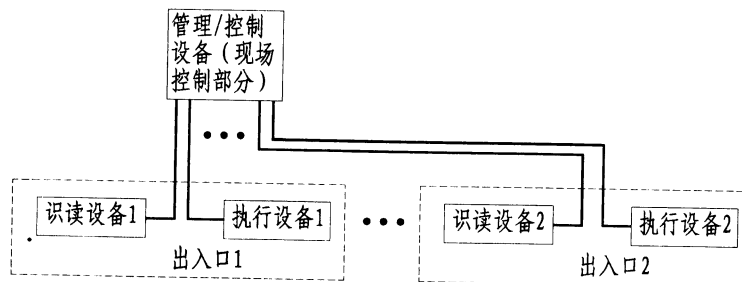 管理/控制
设备(现场
控制部分)
识读设备1
执行设备1
识读设备2
执行设备2
出入口1
出入口2